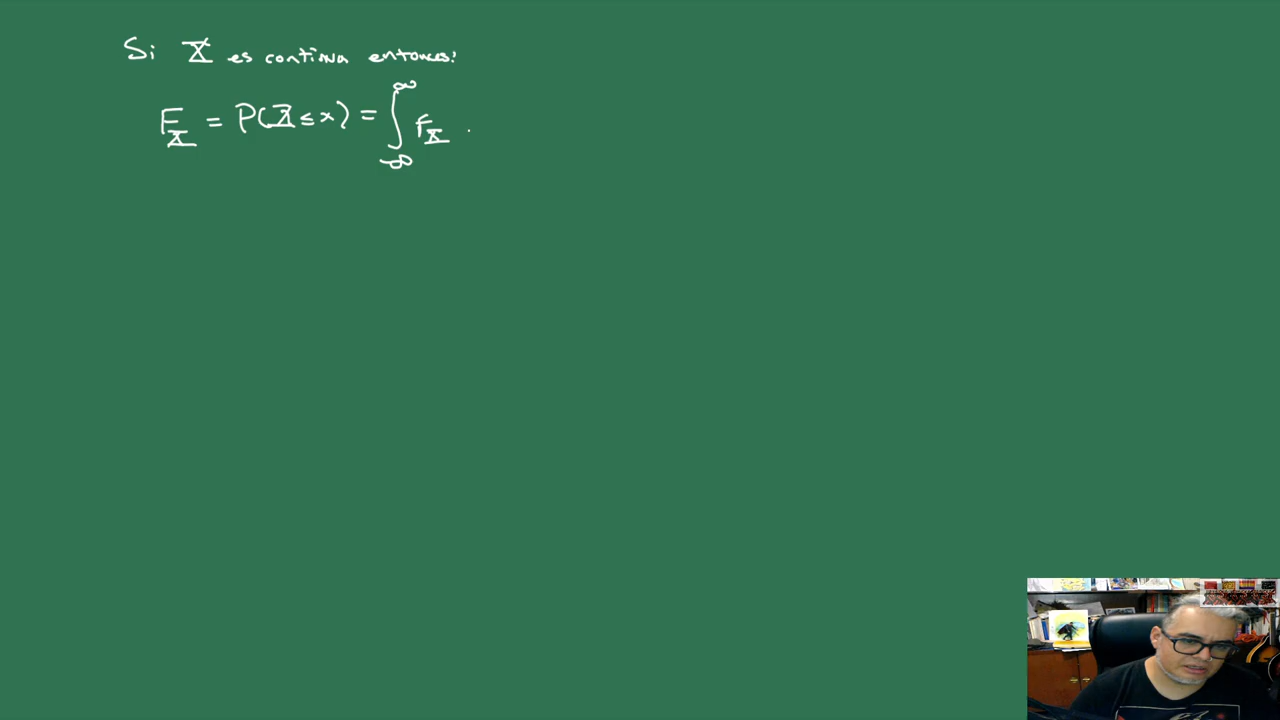 Si X es continua entonces:
F_X = P(X ≤ x) = ∫_{-∞}^{∞} f_X